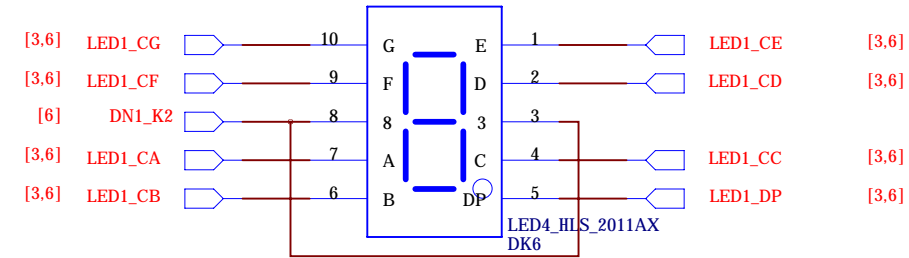 [3,6] LED1_CG 10 G E 1 LED1_CE [3,6]
[3,6] LED1_CF 9 F D 2 LED1_CD [3,6]
[6] DN1_K2 8 8 3 3
[3,6] LED1_CA 7 A C 4 LED1_CC [3,6]
[3,6] LED1_CB 6 B DP 5 LED1_DP [3,6]
LED4_HLS_2011AX
DK6